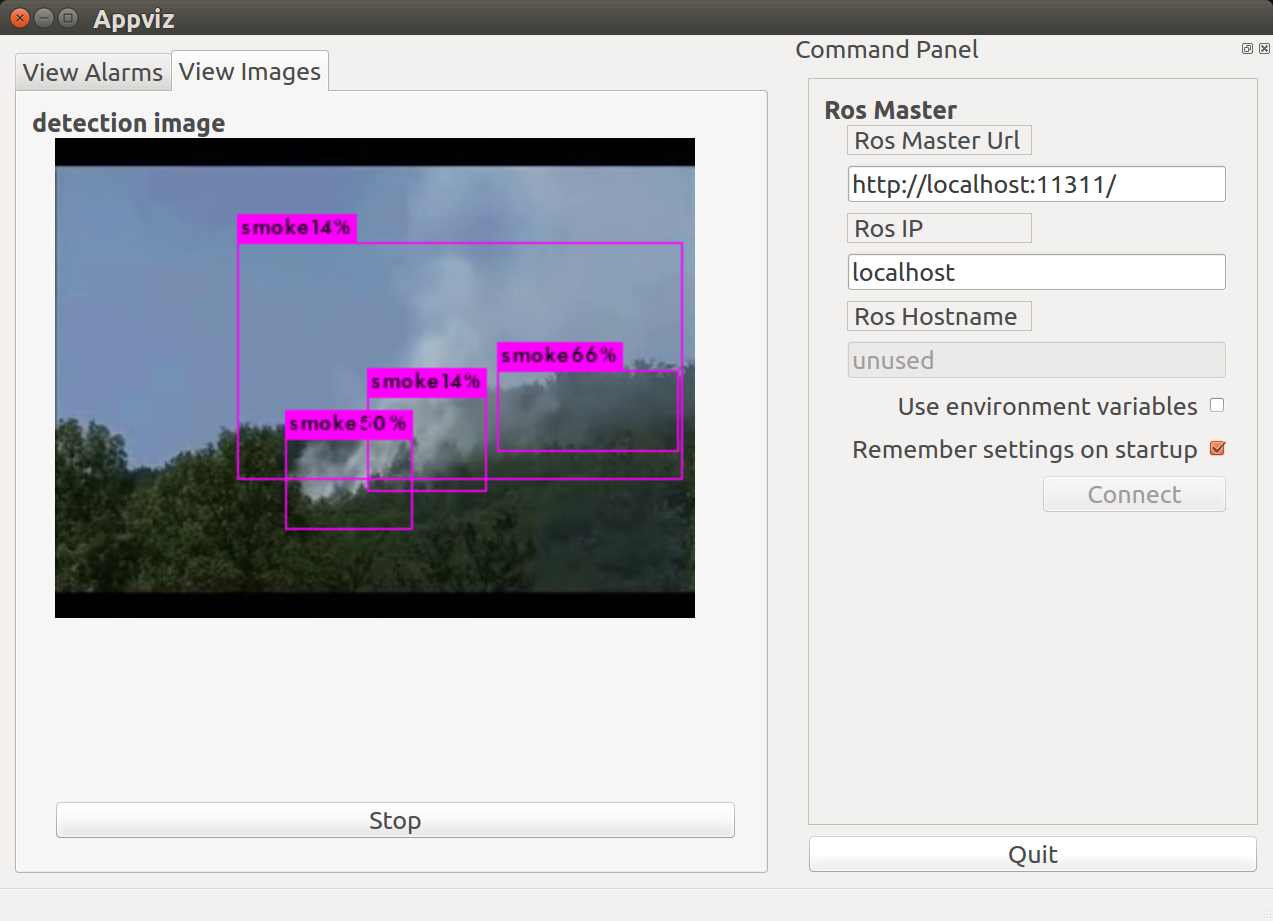 Appviz
View Alarms
View Images
detection image
smoke14%
smoke66%
smoke14%
smoke50%
Stop
Command Panel
Ros Master
Ros Master Url
http://localhost:11311/
Ros IP
localhost
Ros Hostname
unused
Use environment variables
Remember settings on startup
Connect
Quit